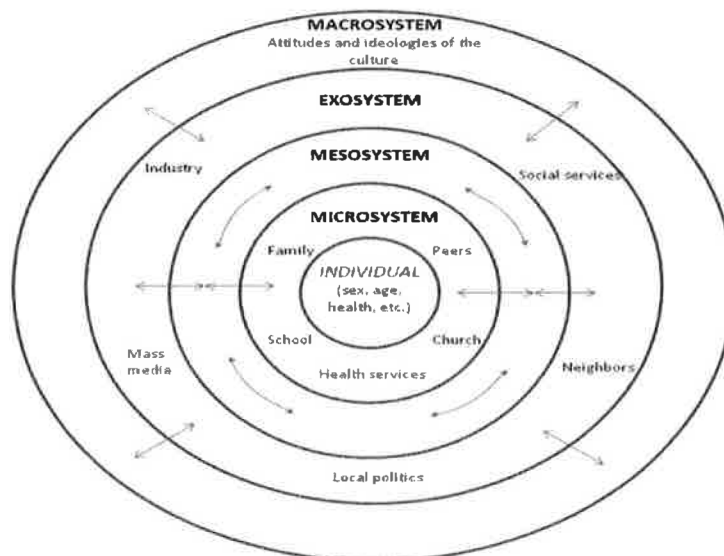 MACROSYSTEM
Attitudes and ideologies of the
culture
EXOSYSTEM
MESOSYSTEM
Industry
Social services
MICROSYSTEM
Family
Peers
INDIVIDUAL
(sex, age,
health, etc.)
School
Church
Mass
media
Health services
Neighbors
Local politics